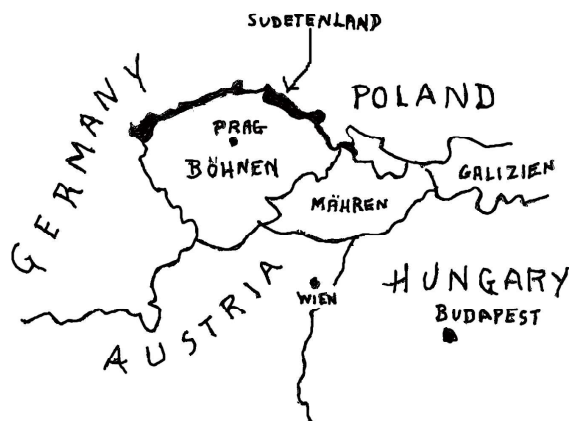 SUDETENLAND
GERMANY
POLAND
PRAG
BÖHNEN
GALIZIEN
MÄHREN
AUSTRIA
WIEN
HUNGARY
BUDAPEST